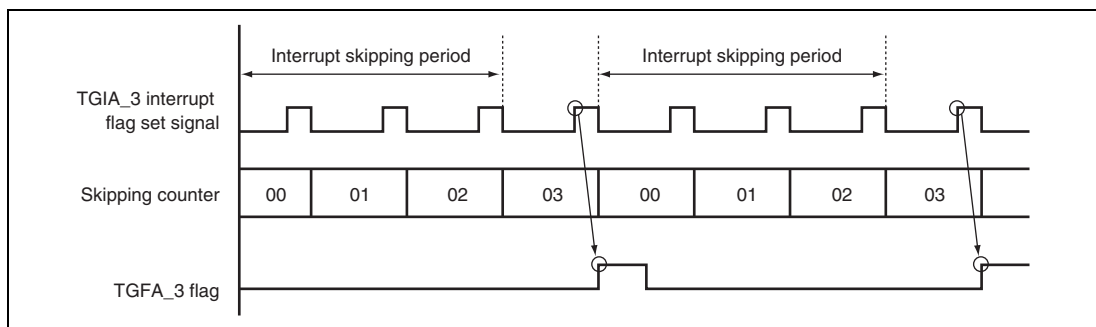 Interrupt skipping period Interrupt skipping period
TGIA_3 interrupt
flag set signal
Skipping counter 00 01 02 03 00 01 02 03
TGFA_3 flag